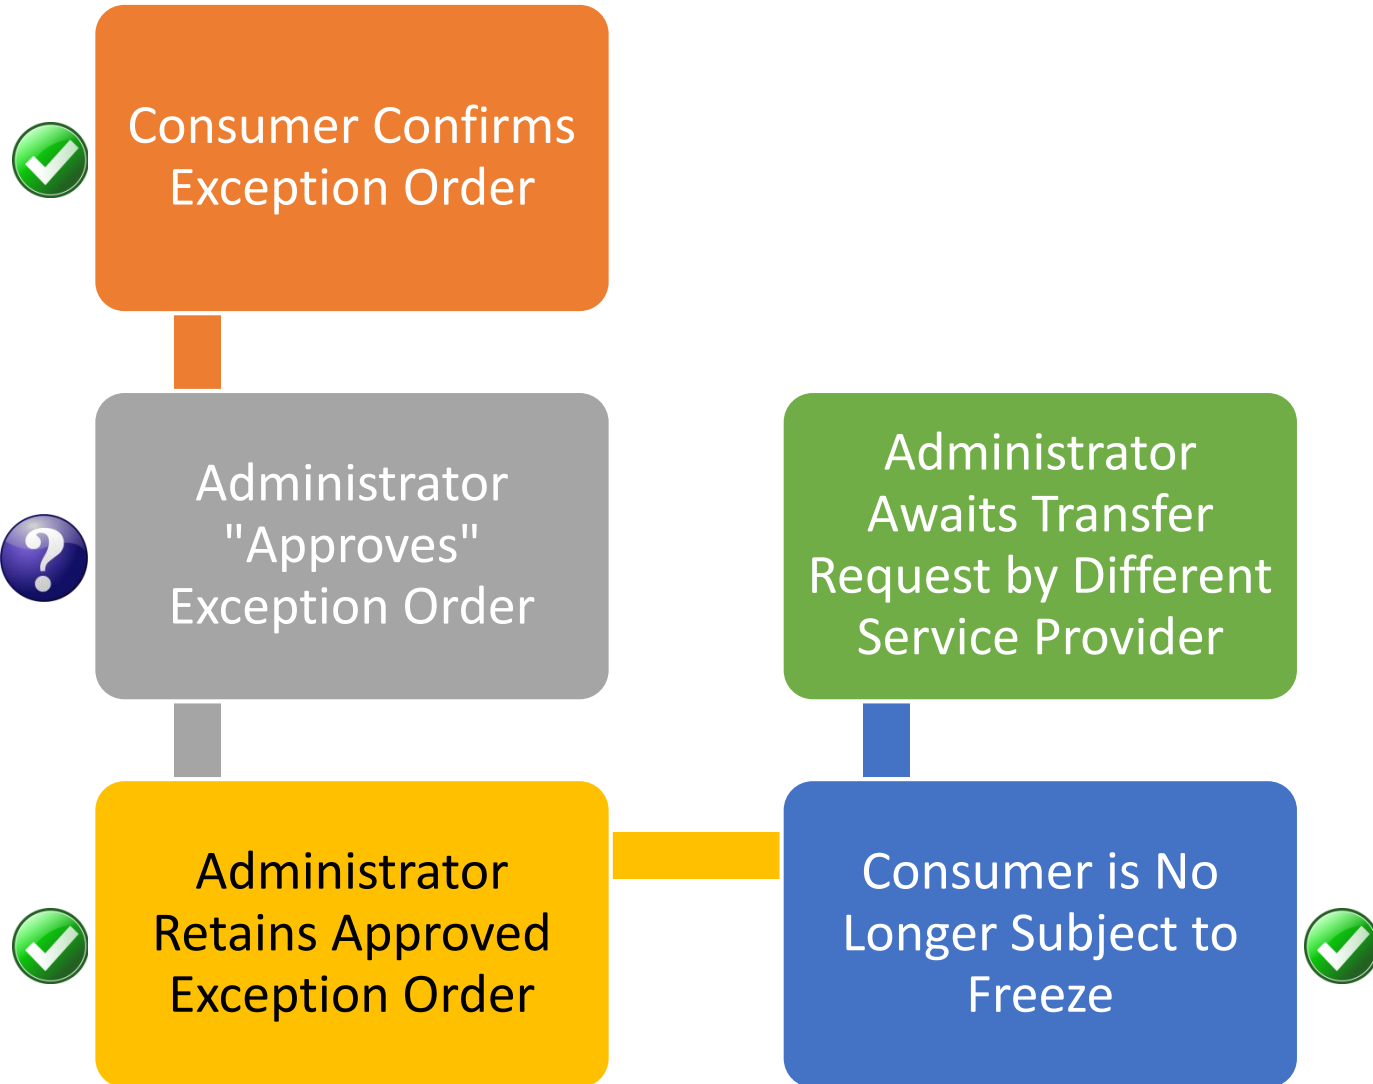 Consumer Confirms
Exception Order
Administrator
"Approves"
Exception Order
Administrator
Retains Approved
Exception Order
Consumer is No
Longer Subject to
Freeze
Administrator
Awaits Transfer
Request by Different
Service Provider